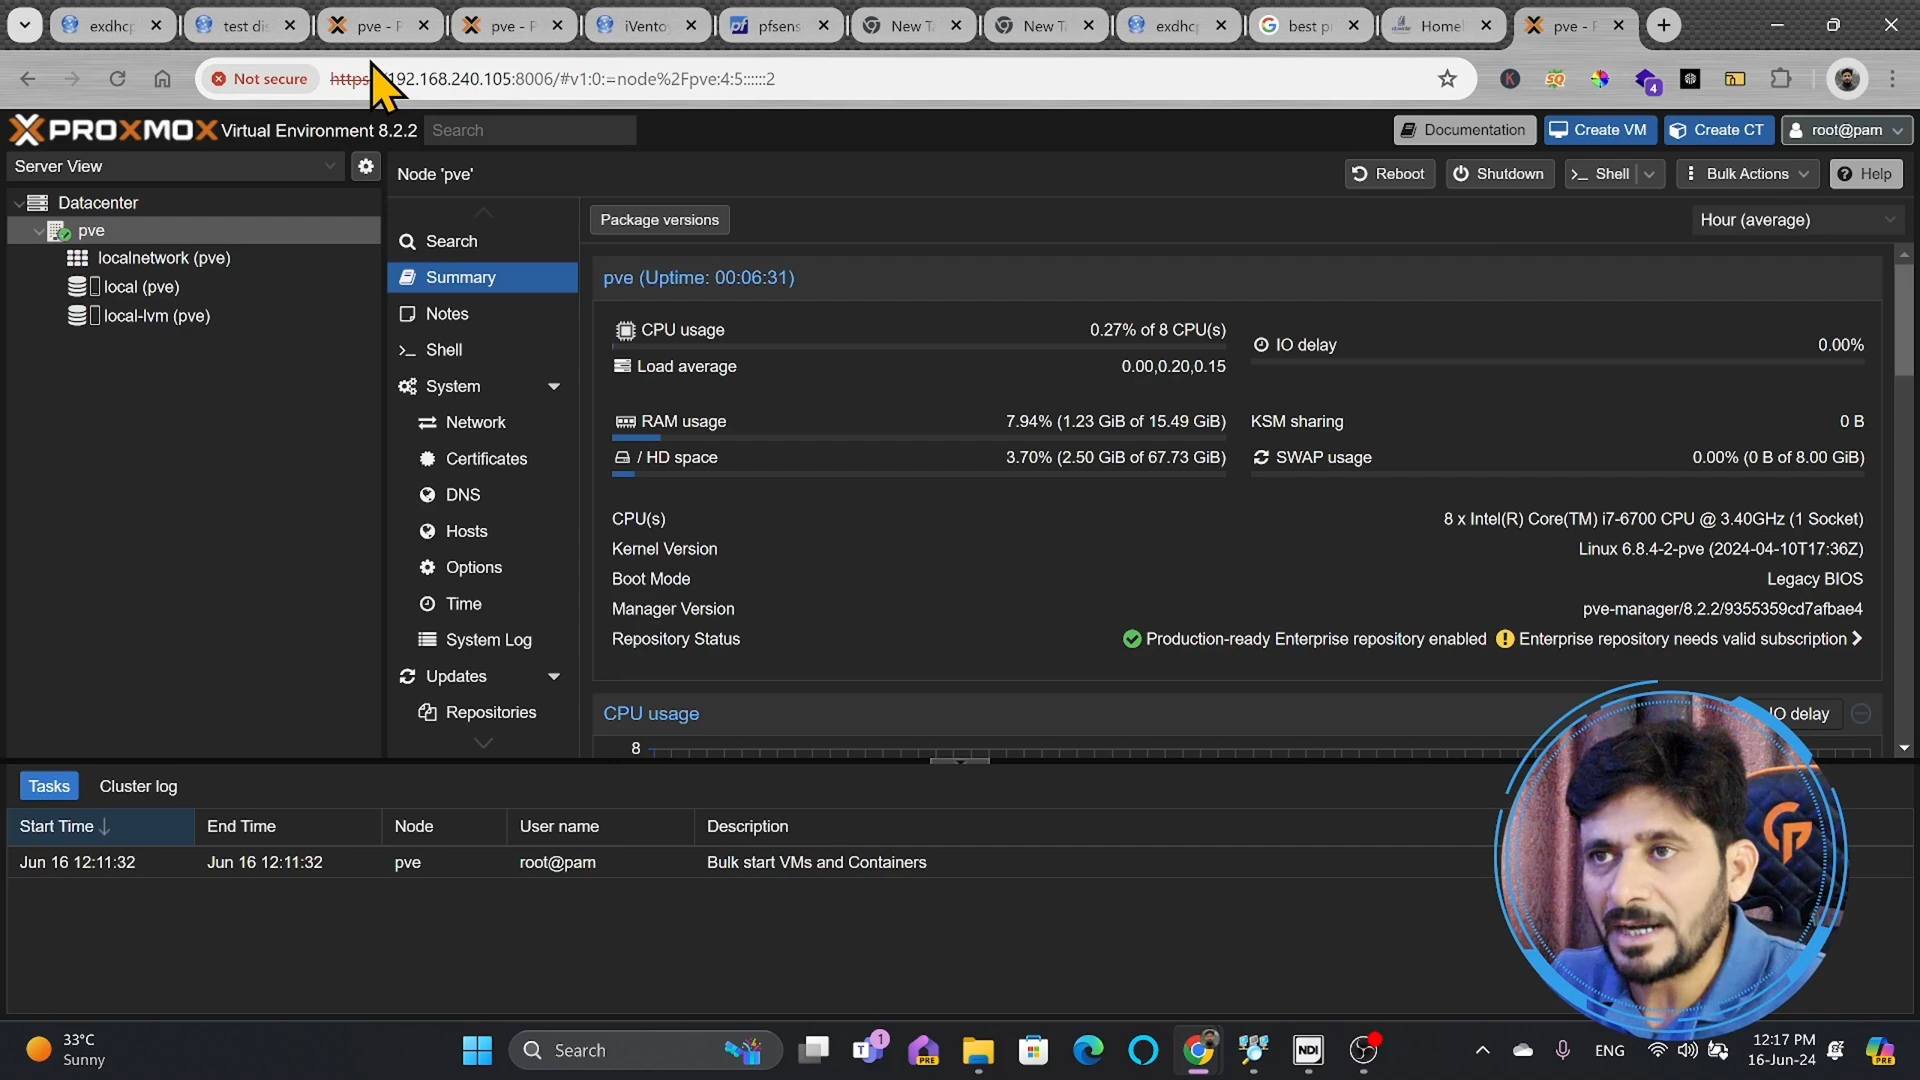 exdhcp
test dis
pve - P
pve - P
iVento
pfsens
New Ta
New Ta
exdhcp
best pr
Home
pve - P
Not secure
https://192.168.240.105:8006/#v1:0:=node%2Fpve:4:5::::::2
4
PROXMOX Virtual Environment 8.2.2
Search
Documentation
Create VM
Create CT
root@pam
Server View
Node 'pve'
Reboot
Shutdown
Shell
Bulk Actions
Help
Datacenter
pve
localnetwork (pve)
local (pve)
local-lvm (pve)
Search
Summary
Notes
Shell
System
Network
Certificates
DNS
Hosts
Options
Time
System Log
Updates
Repositories
Package versions
Hour (average)
pve (Uptime: 00:06:31)
CPU usage 0.27% of 8 CPU(s)
IO delay 0.00%
Load average 0.00,0.20,0.15
RAM usage 7.94% (1.23 GiB of 15.49 GiB)
KSM sharing 0 B
/ HD space 3.70% (2.50 GiB of 67.73 GiB)
SWAP usage 0.00% (0 B of 8.00 GiB)
CPU(s) 8 x Intel(R) Core(TM) i7-6700 CPU @ 3.40GHz (1 Socket)
Kernel Version Linux 6.8.4-2-pve (2024-04-10T17:36Z)
Boot Mode Legacy BIOS
Manager Version pve-manager/8.2.2/9355359cd7afbae4
Repository Status Production-ready Enterprise repository enabled Enterprise repository needs valid subscription
CPU usage
IO delay
8
Tasks
Cluster log
Start Time End Time Node User name Description
Jun 16 12:11:32 Jun 16 12:11:32 pve root@pam Bulk start VMs and Containers
33°C
Sunny
Search
1
PRE
NDI
ENG
12:17 PM
16-Jun-24
PRE